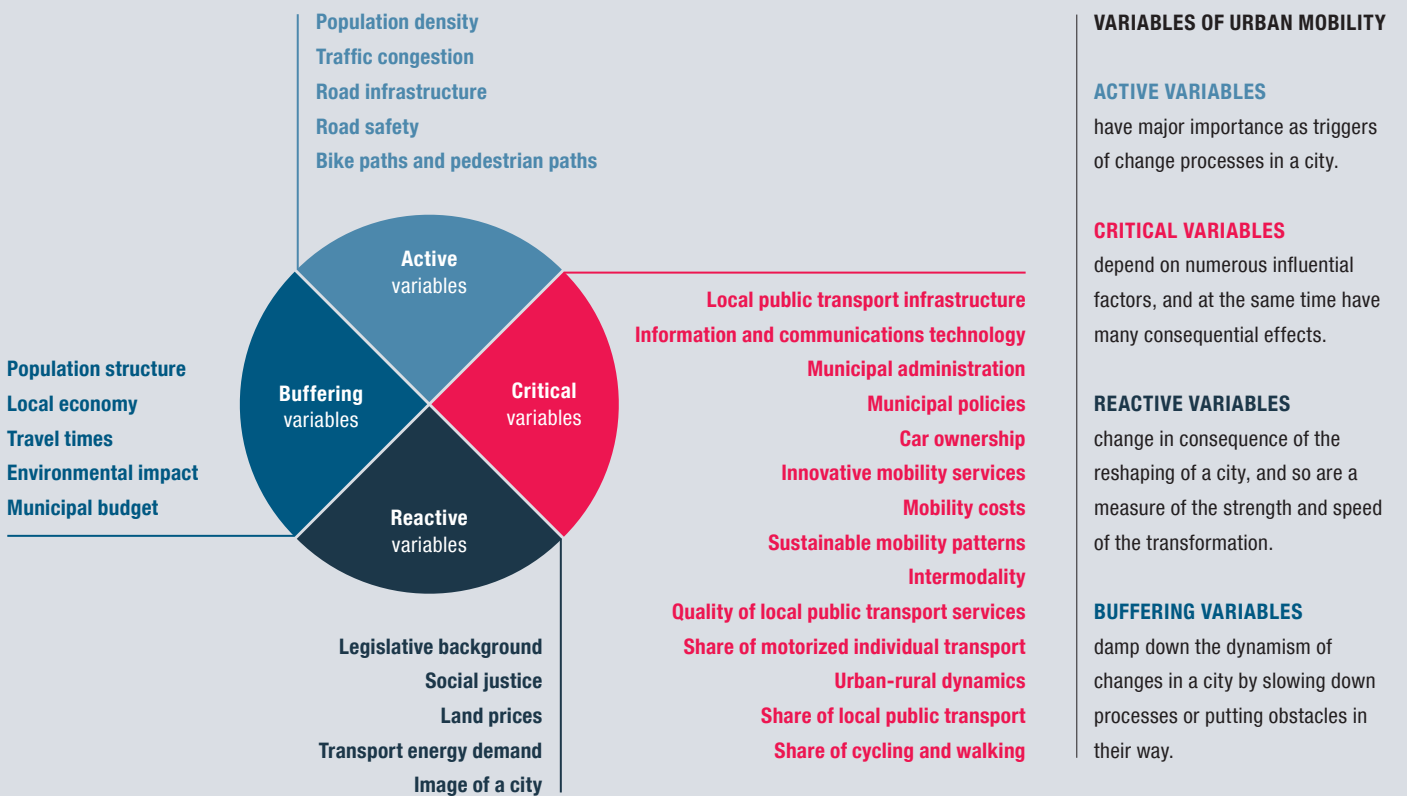 Population density
Traffic congestion
Road infrastructure
Road safety
Bike paths and pedestrian paths
Active
variables
Buffering
variables
Critical
variables
Reactive
variables
Population structure
Local economy
Travel times
Environmental impact
Municipal budget
Local public transport infrastructure
Information and communications technology
Municipal administration
Municipal policies
Car ownership
Innovative mobility services
Mobility costs
Sustainable mobility patterns
Intermodality
Quality of local public transport services
Share of motorized individual transport
Urban-rural dynamics
Share of local public transport
Share of cycling and walking
Legislative background
Social justice
Land prices
Transport energy demand
Image of a city
VARIABLES OF URBAN MOBILITY
ACTIVE VARIABLES
have major importance as triggers
of change processes in a city.
CRITICAL VARIABLES
depend on numerous influential
factors, and at the same time have
many consequential effects.
REACTIVE VARIABLES
change in consequence of the
reshaping of a city, and so are a
measure of the strength and speed
of the transformation.
BUFFERING VARIABLES
damp down the dynamism of
changes in a city by slowing down
processes or putting obstacles in
their way.